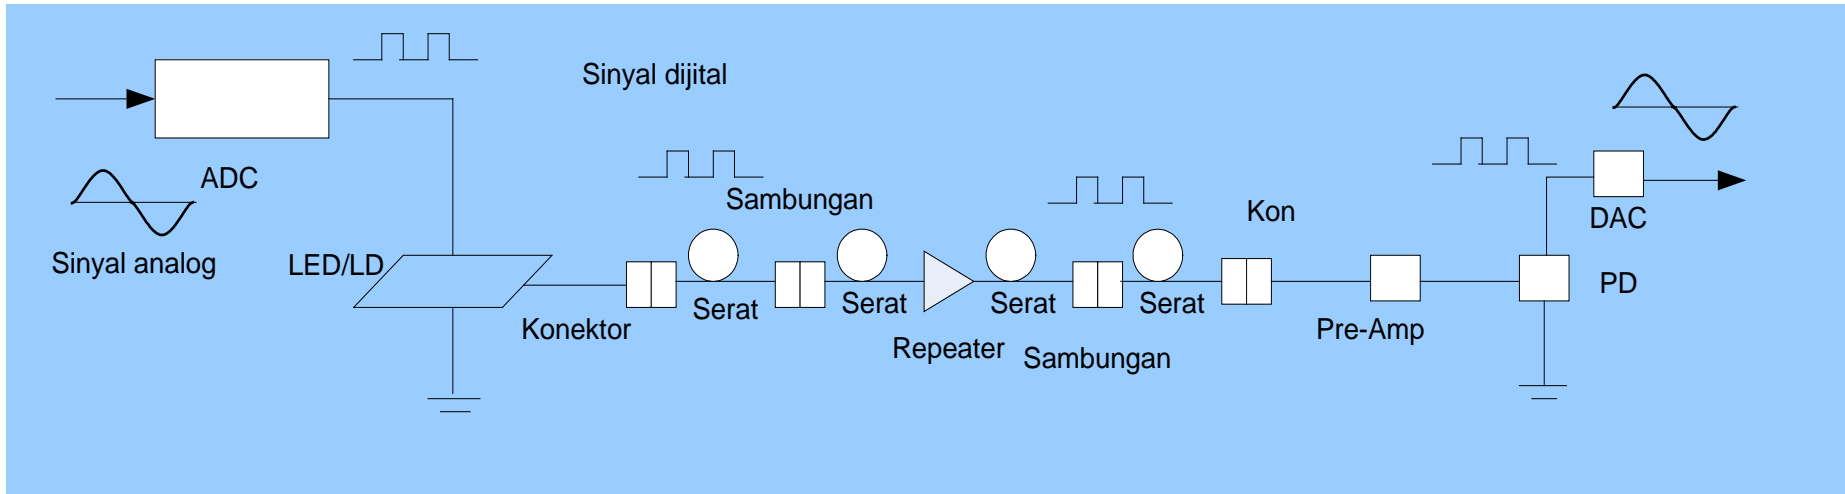 Sinyal dijital
ADC
Sinyal analog
LED/LD
Konektor
Serat
Sambungan
Serat
Repeater
Serat
Sambungan
Serat
Kon
Pre-Amp
PD
DAC